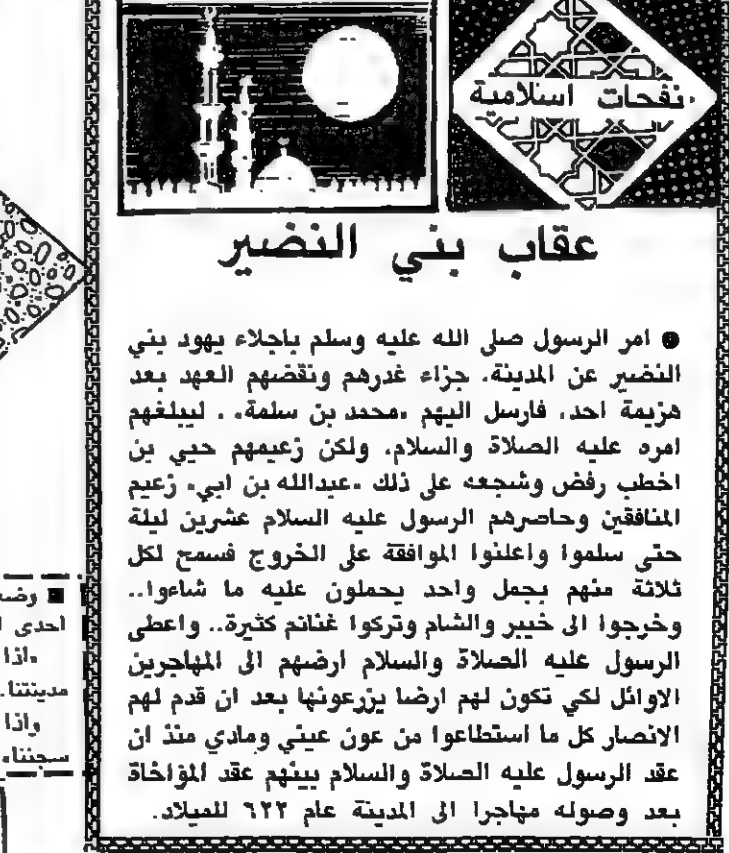 نفحات اسلامية
عقاب بني النضير
● امر الرسول صلى الله عليه وسلم باجلاء يهود بني
النضير عن المدينة، جزاء غدرهم ونقضهم العهد بعد
هزيمة احد، فارسل اليهم «محمد بن سلمة» . ليبلغهم
امره عليه الصلاة والسلام، ولكن زعيمهم حيي بن
اخطب رفض وشجعه على ذلك «عبدالله بن ابي» زعيم
المنافقين وحاصرهم الرسول عليه السلام عشرين ليلة
حتى سلموا واعلنوا الموافقة على الخروج فسمح لكل
ثلاثة منهم بجمل واحد يحملون عليه ما شاءوا..
وخرجوا الى خيبر والشام وتركوا غنائم كثيرة.. واعطى
الرسول عليه الصلاة والسلام ارضهم الى المهاجرين
الاوائل لكي تكون لهم ارضا يزرعونها بعد ان قدم لهم
الانصار كل ما استطاعوا من عون عيني ومادي منذ ان
عقد الرسول عليه الصلاة والسلام بينهم عقد المؤاخاة
بعد وصوله مهاجرا الى المدينة عام ٦٢٢ للميلاد.
■ وضع
احدى ا
«اذا
مدينتنا.
واذا
سجننا»